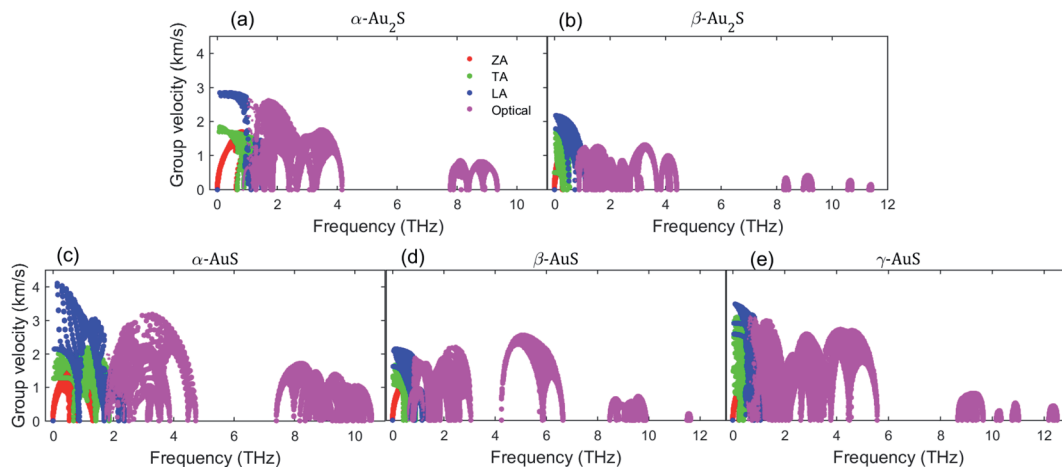 (a) α-Au₂S
(b) β-Au₂S
Group velocity (km/s)
4
3
2
1
0
ZA
TA
LA
Optical
0 2 4 6 8 10
0 2 4 6 8 10 12
Frequency (THz)
Frequency (THz)
(c) α-AuS
(d) β-AuS
(e) γ-AuS
Group velocity (km/s)
4
3
2
1
0
0 2 4 6 8 10
0 2 4 6 8 10 12
0 2 4 6 8 10 12
Frequency (THz)
Frequency (THz)
Frequency (THz)